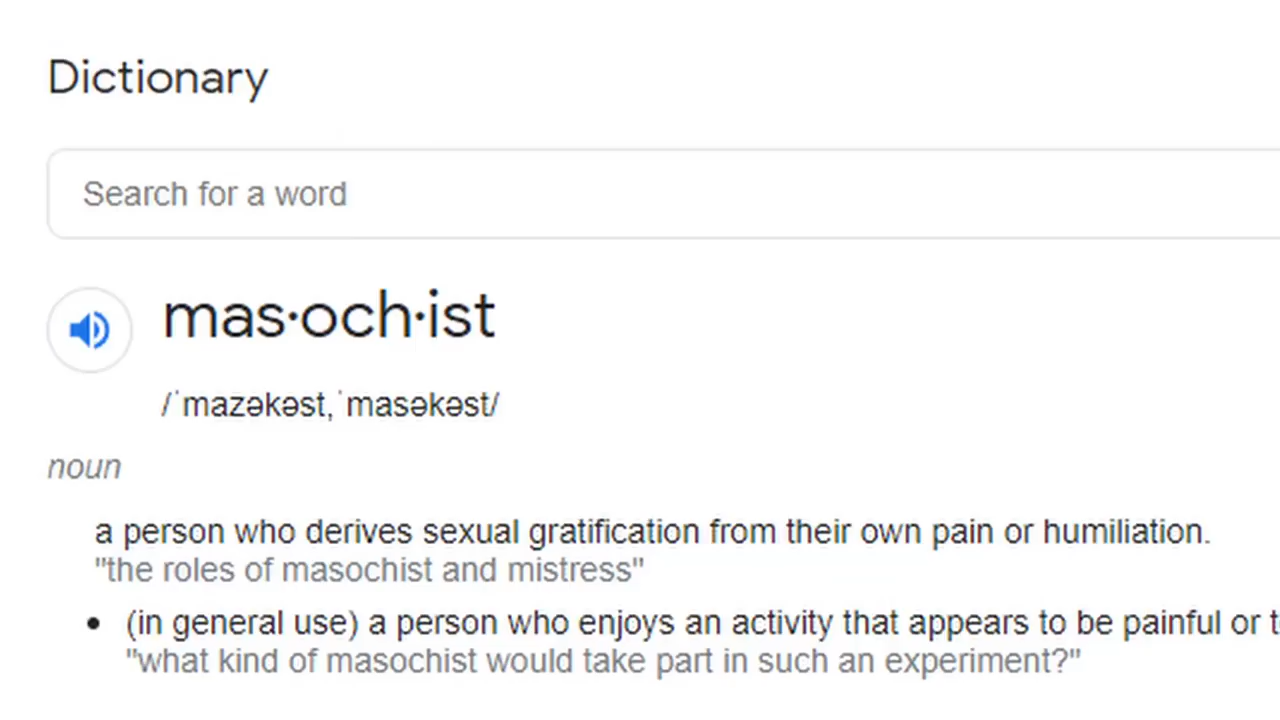 Dictionary
Search for a word
mas·och·ist
/ˈmazəkəst,ˈmasəkəst/
noun
a person who derives sexual gratification from their own pain or humiliation.
"the roles of masochist and mistress"
• (in general use) a person who enjoys an activity that appears to be painful or
"what kind of masochist would take part in such an experiment?"